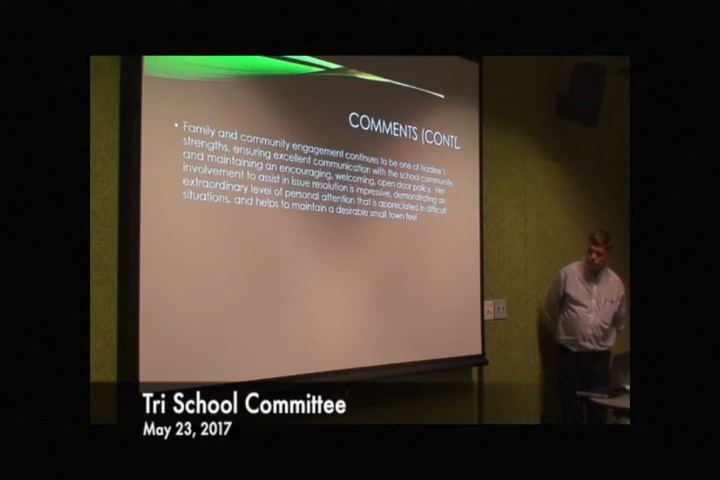 COMMENTS (CONTD
• Family and community engagement continues to be one of Nadine's
strengths, ensuring excellent communication with the school community,
and maintaining an encouraging, welcoming, open door policy. Her
involvement to assist in issue resolution is impressive, demonstrating an
extraordinary level of personal attention that is appreciated in difficult
situations, and helps to maintain a desirable small town feel
Tri School Committee
May 23, 2017